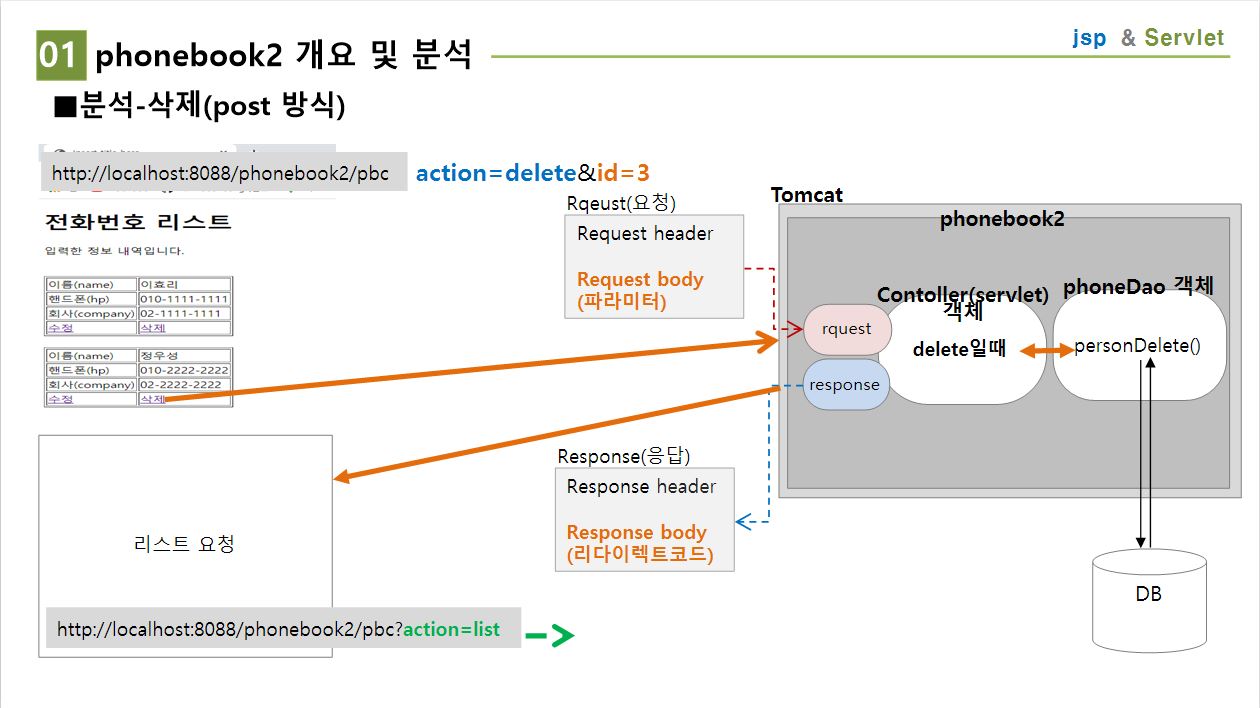 01 phonebook2 개요 및 분석
jsp & Servlet
■분석-삭제(post 방식)
http://localhost:8088/phonebook2/pbc
action=delete&id=3
전화번호 리스트
입력한 정보 내역입니다.
이름(name) 이효리
핸드폰(hp) 010-1111-1111
회사(company) 02-1111-1111
수정 삭제
이름(name) 정우성
핸드폰(hp) 010-2222-2222
회사(company) 02-2222-2222
수정 삭제
Rqeust(요청)
Request header
Request body
(파라미터)
Tomcat
phonebook2
Contoller(servlet)
객체
delete일때
rquest
response
phoneDao 객체
personDelete()
DB
Response(응답)
Response header
Response body
(리다이렉트코드)
리스트 요청
http://localhost:8088/phonebook2/pbc?action=list